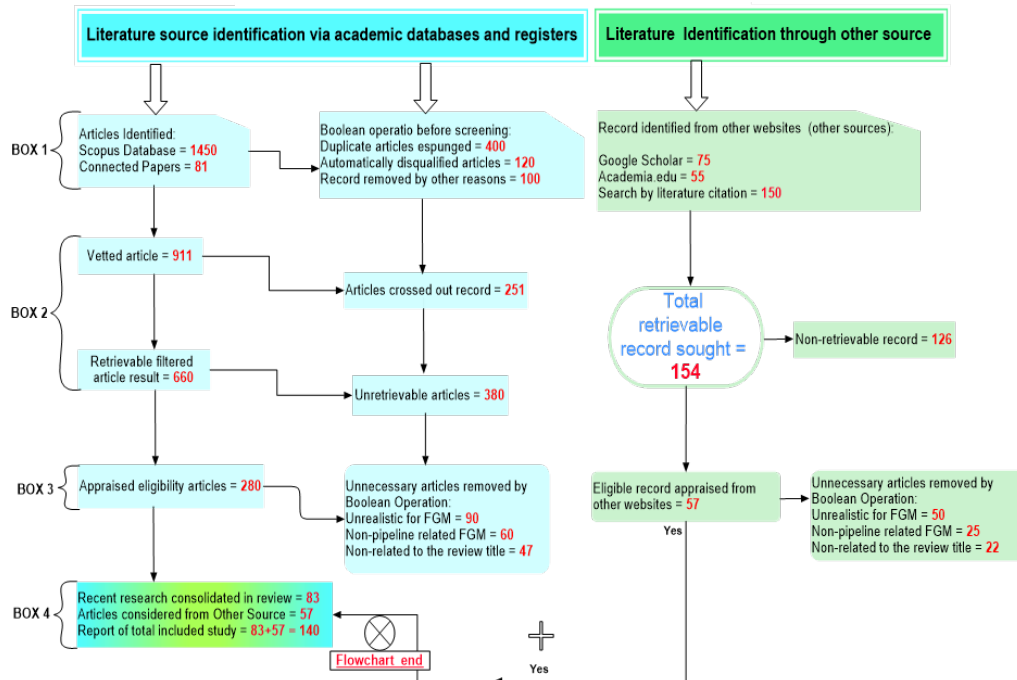 Literature source identification via academic databases and registers
Literature Identification through other source
BOX 1
Articles Identified:
Scopus Database = 1450
Connected Papers = 81
Boolean operatio before screening:
Duplicate articles espunged = 400
Automatically disqualified articles = 120
Record removed by other reasons = 100
Record identified from other websites (other sources):
Google Scholar = 75
Academia.edu = 55
Search by literature citation = 150
BOX 2
Vetted article = 911
Articles crossed out record = 251
Retrievable filtered
article result = 660
Unretrievable articles = 380
Total
retrievable
record sought =
154
Non-retrievable record = 126
BOX 3
Appraised eligibility articles = 280
Unnecessary articles removed by
Boolean Operation:
Unrealistic for FGM = 90
Non-pipeline related FGM = 60
Non-related to the review title = 47
Eligible record appraised from
other websites = 57
Yes
Unnecessary articles removed by
Boolean Operation:
Unrealistic for FGM = 50
Non-pipeline related FGM = 25
Non-related to the review title = 22
BOX 4
Recent research consolidated in review = 83
Articles considered from Other Source = 57
Report of total included study = 83+57 = 140
Flowchart end
Yes